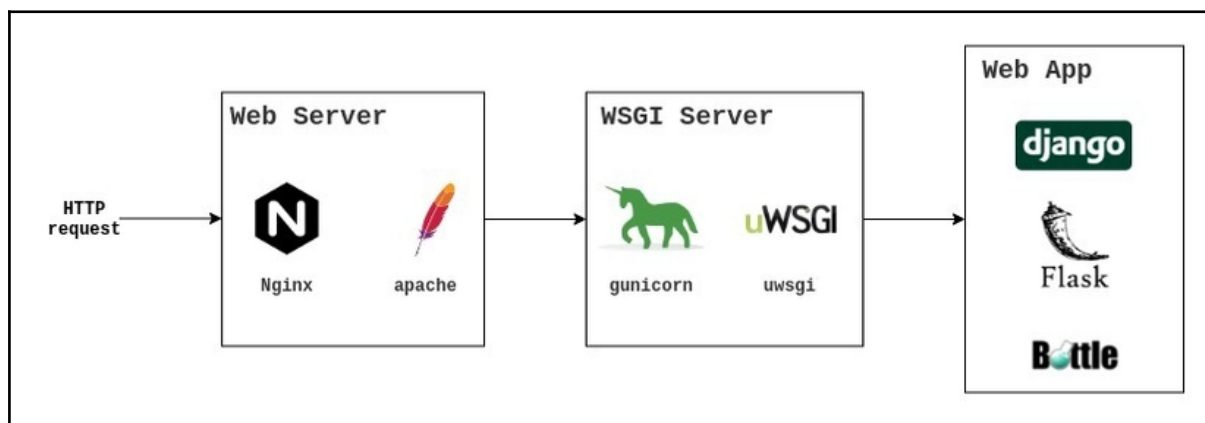 HTTP
request
Web Server
N
Nginx
apache
WSGI Server
uWSGI
gunicorn
uwsgi
Web App
django
Flask
Bottle